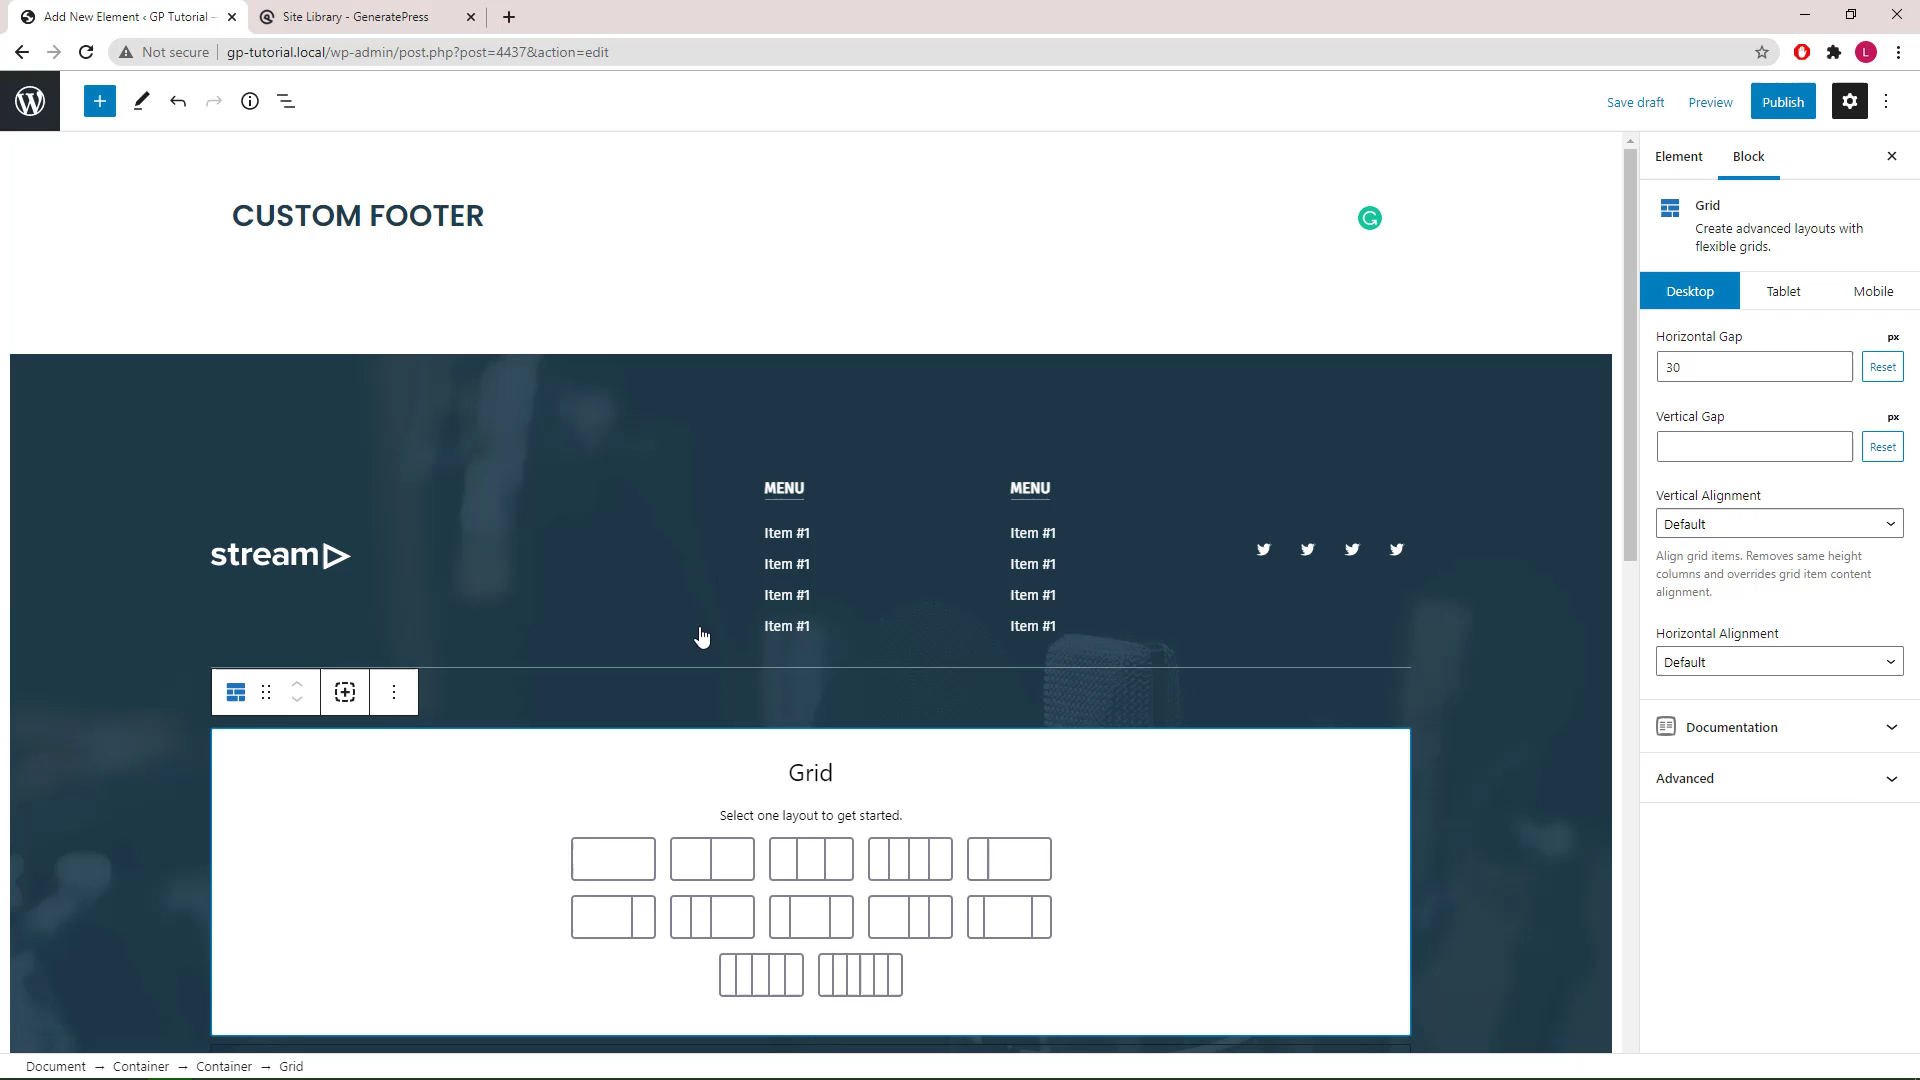 Add New Element ‹ GP Tutorial —
Site Library - GeneratePress
Not secure
gp-tutorial.local/wp-admin/post.php?post=4437&action=edit
L
Save draft
Preview
Publish
Element
Block
CUSTOM FOOTER
Grid
Create advanced layouts with
flexible grids.
Desktop
Tablet
Mobile
Horizontal Gap
px
30
Reset
Vertical Gap
px
Reset
Vertical Alignment
Default
Align grid items. Removes same height
columns and overrides grid item content
alignment.
Horizontal Alignment
Default
Documentation
Advanced
stream
MENU
Item #1
Item #1
Item #1
Item #1
MENU
Item #1
Item #1
Item #1
Item #1
Grid
Select one layout to get started.
Document → Container → Container → Grid